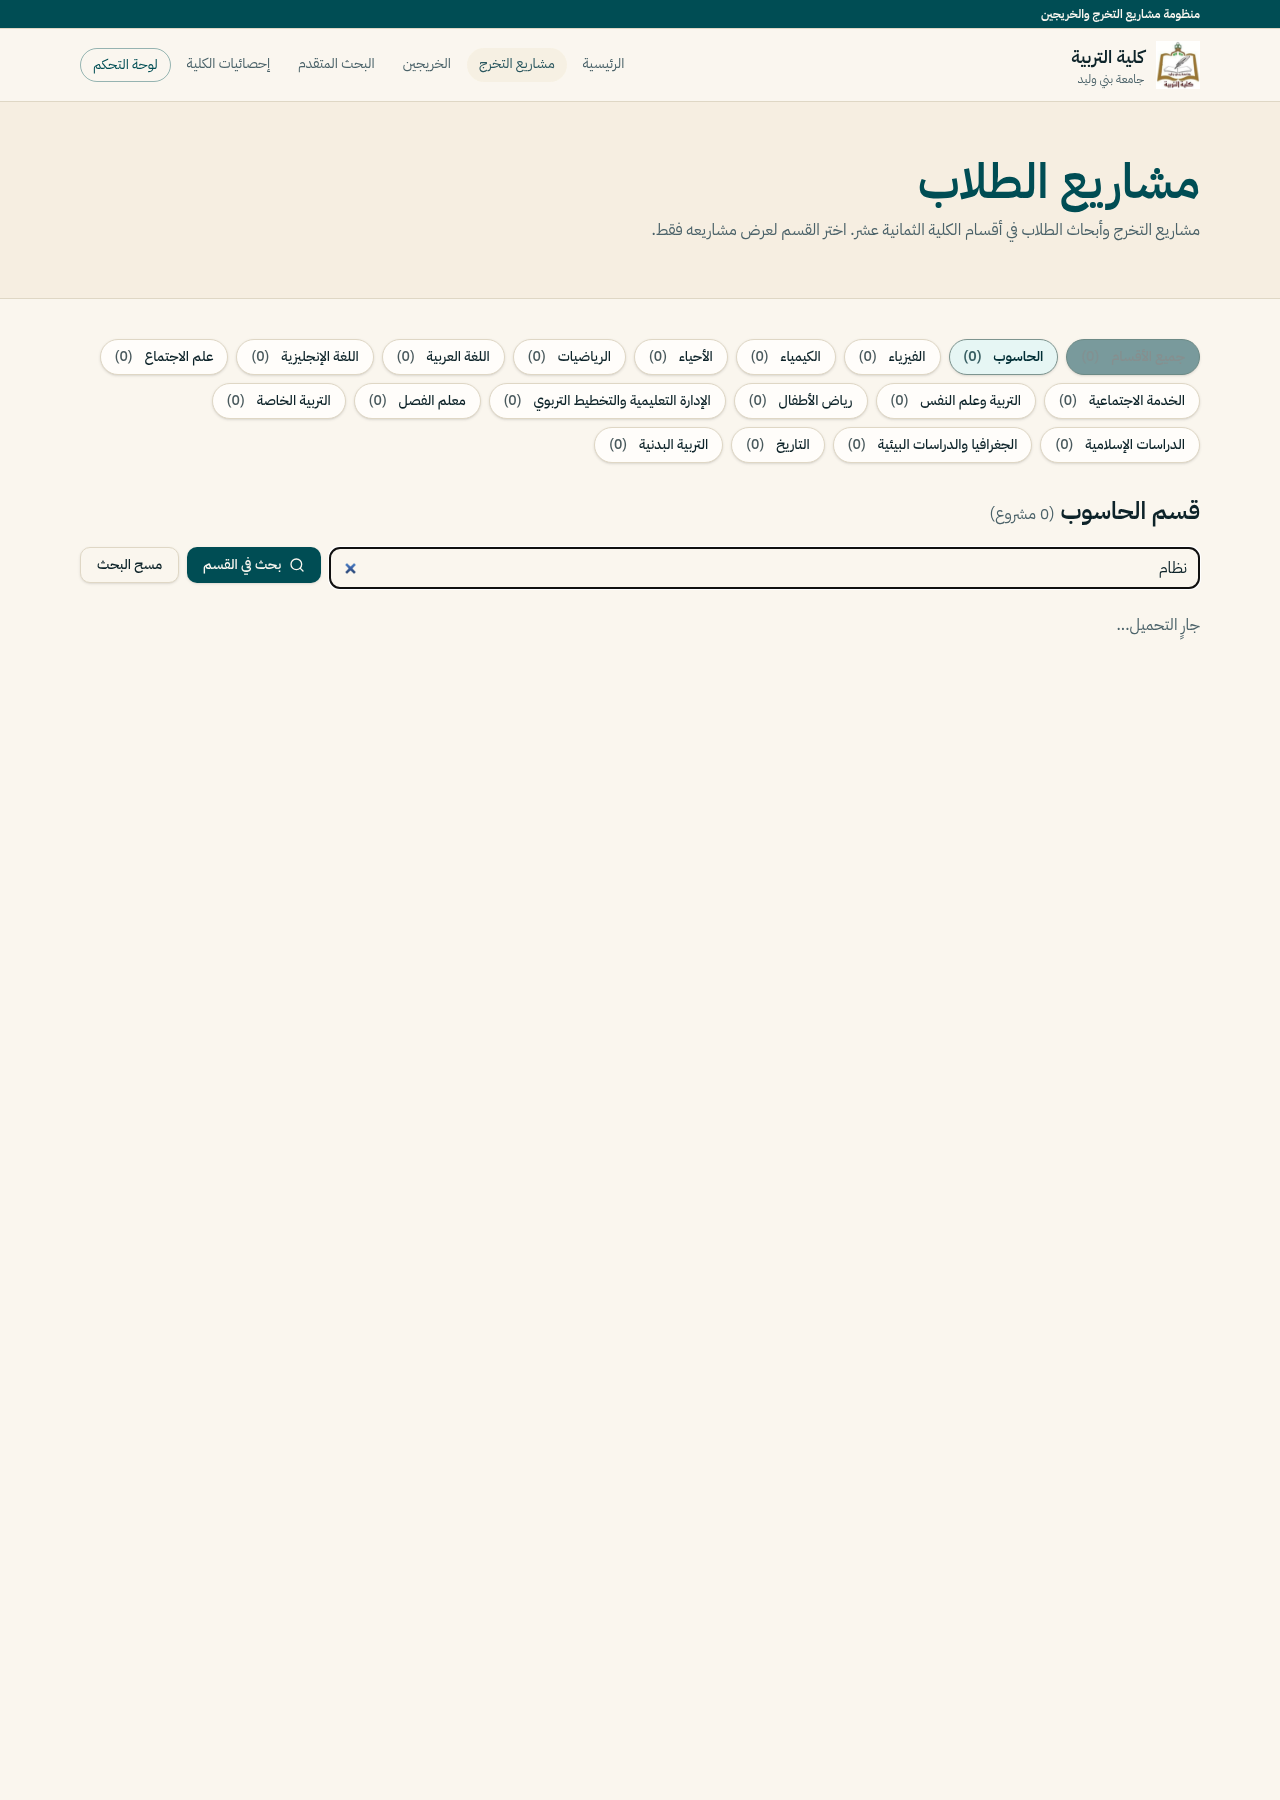 منظومة مشاريع التخرج والخريجين
كلية التربية
جامعة بني وليد
الرئيسية مشاريع التخرج الخريجين البحث المتقدم إحصائيات الكلية لوحة التحكم
مشاريع الطلاب
مشاريع التخرج وأبحاث الطلاب في أقسام الكلية الثمانية عشر. اختر القسم لعرض مشاريعه فقط.
الحاسوب (0) الفيزياء (0) الكيمياء (0) الأحياء (0) الرياضيات (0) اللغة العربية (0) اللغة الإنجليزية (0) علم الاجتماع (0)
الخدمة الاجتماعية (0) التربية وعلم النفس (0) رياض الأطفال (0) الإدارة التعليمية والتخطيط التربوي (0) معلم الفصل (0) التربية الخاصة (0)
الدراسات الإسلامية (0) الجغرافيا والدراسات البيئية (0) التاريخ (0) التربية البدنية (0)
قسم الحاسوب (0 مشروع)
نظام بحث في القسم مسح البحث
جارٍ التحميل...